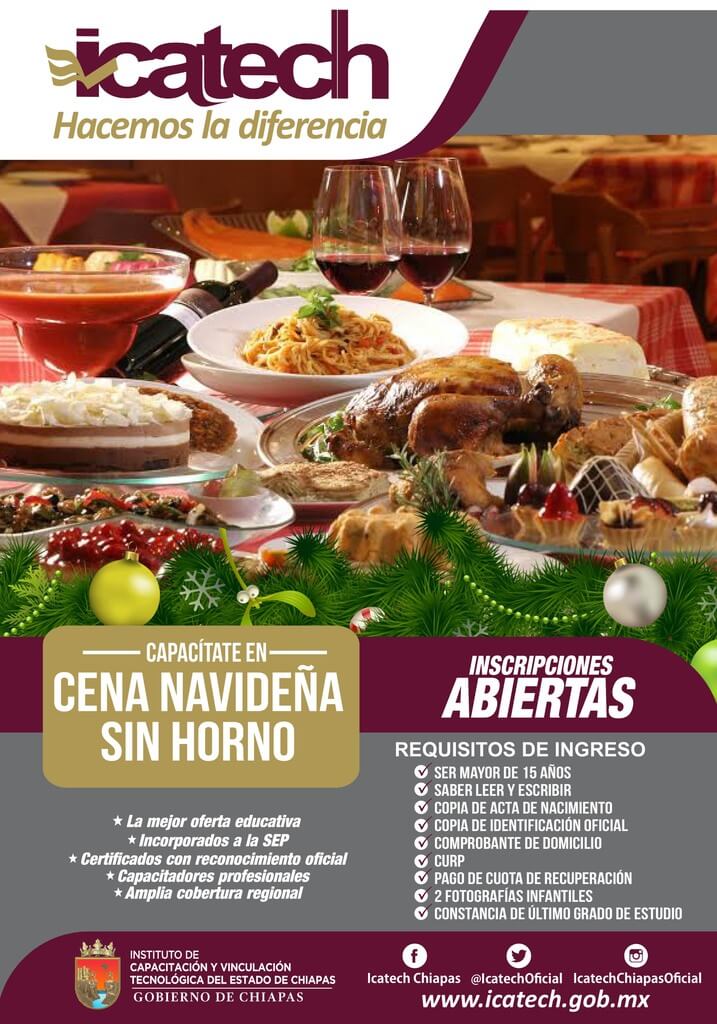 icatech
Hacemos la diferencia
CAPACÍTATE EN
CENA NAVIDEÑA
SIN HORNO
★ La mejor oferta educativa
★ Incorporados a la SEP
★ Certificados con reconocimiento oficial
★ Capacitadores profesionales
★ Amplia cobertura regional
INSCRIPCIONES
ABIERTAS
REQUISITOS DE INGRESO
SER MAYOR DE 15 AÑOS
SABER LEER Y ESCRIBIR
COPIA DE ACTA DE NACIMIENTO
COPIA DE IDENTIFICACIÓN OFICIAL
COMPROBANTE DE DOMICILIO
CURP
PAGO DE CUOTA DE RECUPERACIÓN
2 FOTOGRAFÍAS INFANTILES
CONSTANCIA DE ÚLTIMO GRADO DE ESTUDIO
INSTITUTO DE
CAPACITACIÓN Y VINCULACIÓN
TECNOLÓGICA DEL ESTADO DE CHIAPAS
GOBIERNO DE CHIAPAS
Icatech Chiapas @IcatechOficial IcatechChiapasOficial
www.icatech.gob.mx